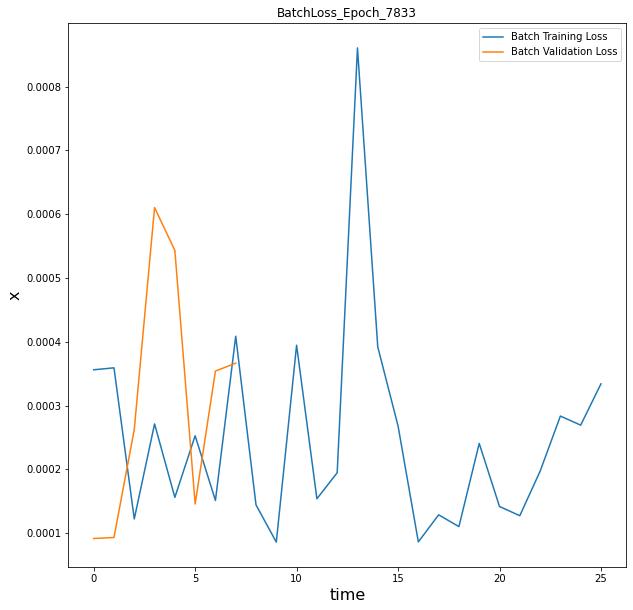 BatchLoss_Epoch_7833
Batch Training Loss
Batch Validation Loss
0.0008
0.0007
0.0006
0.0005
0.0004
0.0003
0.0002
0.0001
x
0 5 10 15 20 25
time